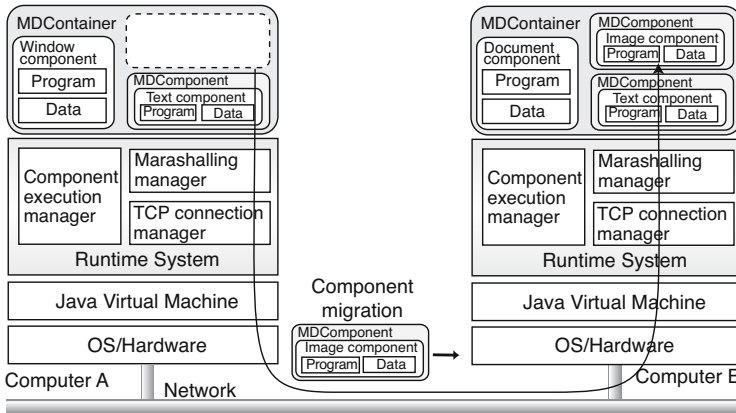 MDContainer
Window
component
Program
Data
MDComponent
Text component
Program Data
Component
execution
manager
Marashalling
manager
TCP connection
manager
Runtime System
Java Virtual Machine
OS/Hardware
Computer A
Network
Component
migration
MDComponent
Image component
Program Data
MDContainer
Document
component
Program
Data
MDComponent
Image component
Program Data
MDComponent
Text component
Program Data
Component
execution
manager
Marashalling
manager
TCP connection
manager
Runtime System
Java Virtual Machine
OS/Hardware
Computer